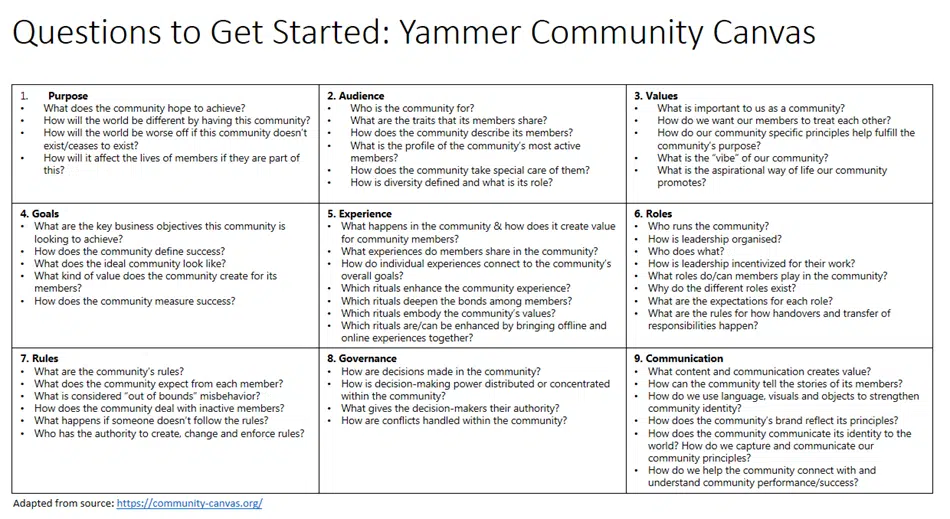 Questions to Get Started: Yammer Community Canvas
1. Purpose
• What does the community hope to achieve?
• How will the world be different by having this community?
• How will the world be worse off if this community doesn't
exist/ceases to exist?
• How will it affect the lives of members if they are part of
this?
2. Audience
• Who is the community for?
• What are the traits that its members share?
• How does the community describe its members?
• What is the profile of the community's most active
members?
• How does the community take special care of them?
• How is diversity defined and what is its role?
3. Values
• What is important to us as a community?
• How do we want our members to treat each other?
• How do our community specific principles help fulfill the
community's purpose?
• What is the "vibe" of our community?
• What is the aspirational way of life our community
promotes?
4. Goals
• What are the key business objectives this community is
looking to achieve?
• How does the community define success?
• What does the ideal community look like?
• What kind of value does the community create for its
members?
• How does the community measure success?
5. Experience
• What happens in the community & how does it create value
for community members?
• What experiences do members share in the community?
• How do individual experiences connect to the community's
overall goals?
• Which rituals enhance the community experience?
• Which rituals deepen the bonds among members?
• Which rituals embody the community's values?
• Which rituals are/can be enhanced by bringing offline and
online experiences together?
6. Roles
• Who runs the community?
• How is leadership organised?
• Who does what?
• How is leadership incentivized for their work?
• What roles do/can members play in the community?
• Why do the different roles exist?
• What are the expectations for each role?
• What are the rules for how handovers and transfer of
responsibilities happen?
7. Rules
• What are the community's rules?
• What does the community expect from each member?
• What is considered "out of bounds" misbehavior?
• How does the community deal with inactive members?
• What happens if someone doesn't follow the rules?
• Who has the authority to create, change and enforce rules?
8. Governance
• How are decisions made in the community?
• How is decision-making power distributed or concentrated
within the community?
• What gives the decision-makers their authority?
• How are conflicts handled within the community?
9. Communication
• What content and communication creates value?
• How can the community tell the stories of its members?
• How do we use language, visuals and objects to strengthen
community identity?
• How does the community's brand reflect its principles?
• How does the community communicate its identity to the
world? How do we capture and communicate our
community principles?
• How do we help the community connect with and
understand community performance/success?
Adapted from source: https://community-canvas.org/